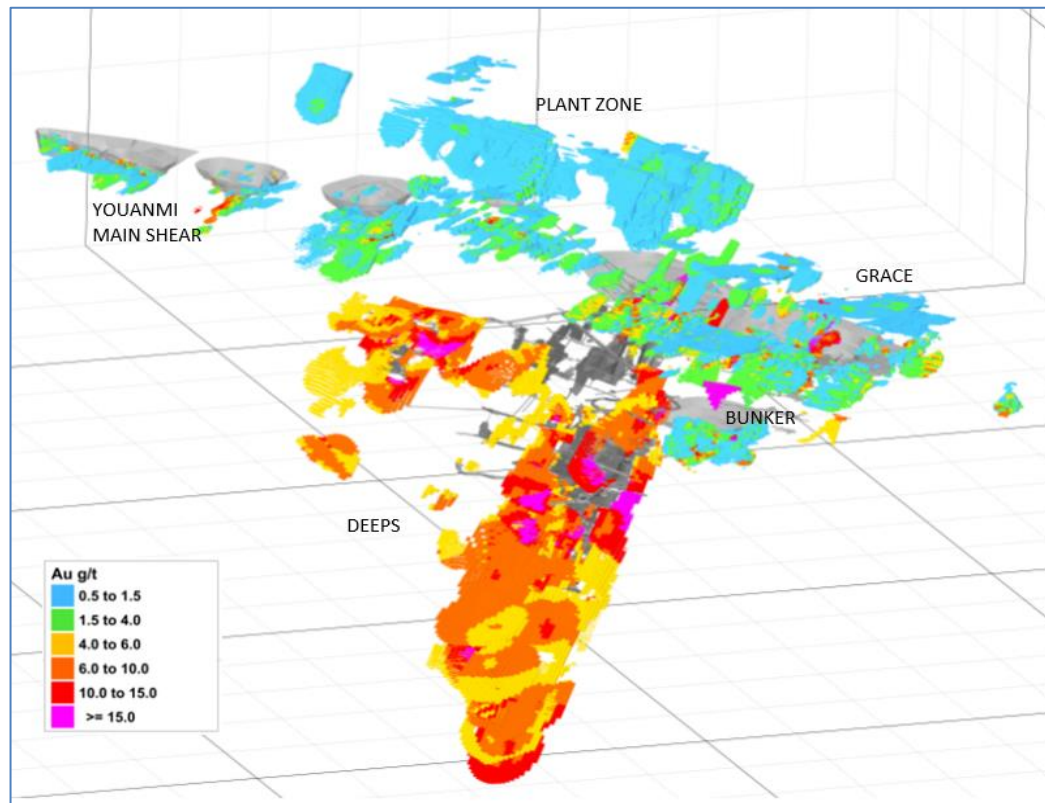 PLANT ZONE
YOUANMI
MAIN SHEAR
GRACE
BUNKER
DEEPS
Au g/t
0.5 to 1.5
1.5 to 4.0
4.0 to 6.0
6.0 to 10.0
10.0 to 15.0
>= 15.0